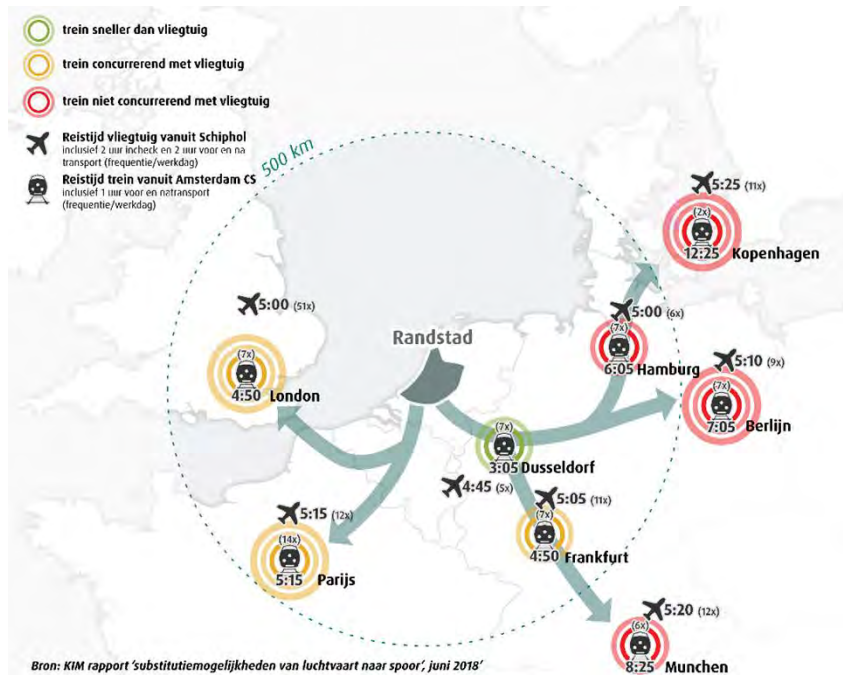 trein sneller dan vliegtuig
trein concurrerend met vliegtuig
trein niet concurrerend met vliegtuig
Reistijd vliegtuig vanuit Schiphol
inclusief 2 uur incheck en 2 uur voor en na
transport (frequentie/werkdag)
Reistijd trein vanuit Amsterdam CS
inclusief 1 uur voor en natransport
(frequentie/werkdag)
500 km
5:25 (11x)
(2x)
12:25 Kopenhagen
5:00 (51x)
(7x)
4:50 London
Randstad
5:00 (6x)
(7x)
6:05 Hamburg
5:10 (9x)
(7x)
7:05 Berlijn
(7x)
3:05 Dusseldorf
4:45 (5x)
5:05 (11x)
(7x)
4:50 Frankfurt
5:15 (12x)
(14x)
5:15 Parijs
5:20 (12x)
(6x)
8:25 Munchen
Bron: KIM rapport 'substitutiemogelijkheden van luchtvaart naar spoor', juni 2018'